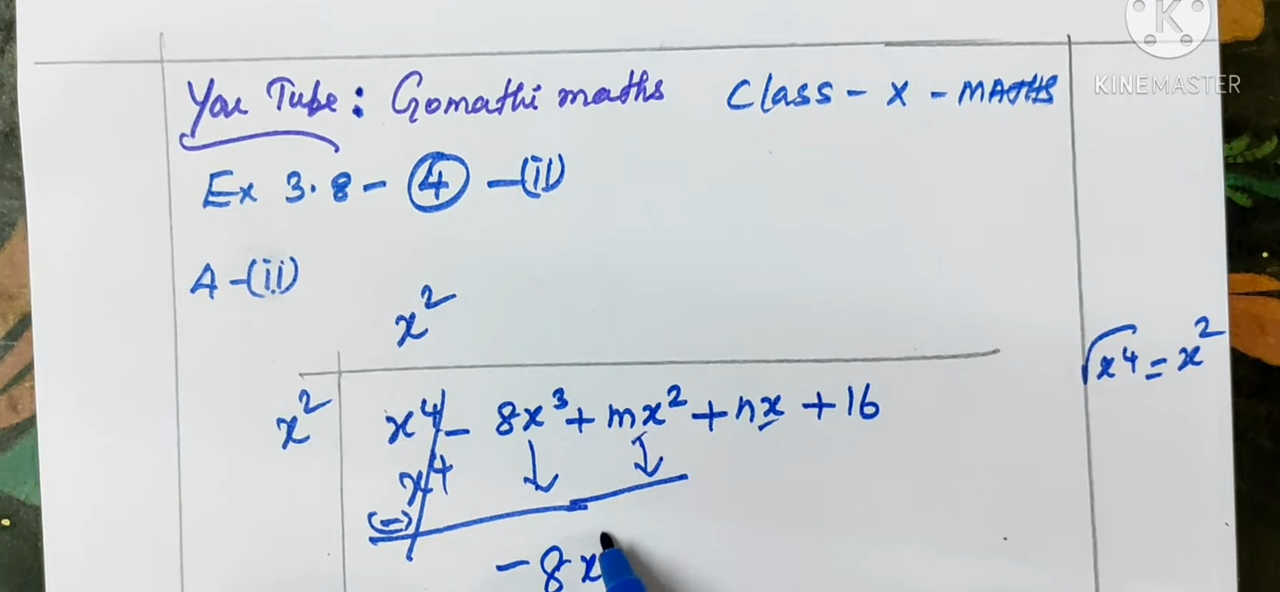 K
KINEMASTER
You Tube : Gomathi maths Class - X - MATHS
Ex 3.8 - 4 - (ii)
A - (ii)
x²
√x⁴ = x²
x² x⁴ - 8x³ + mx² + nx + 16
x⁴
(-)
- 8x